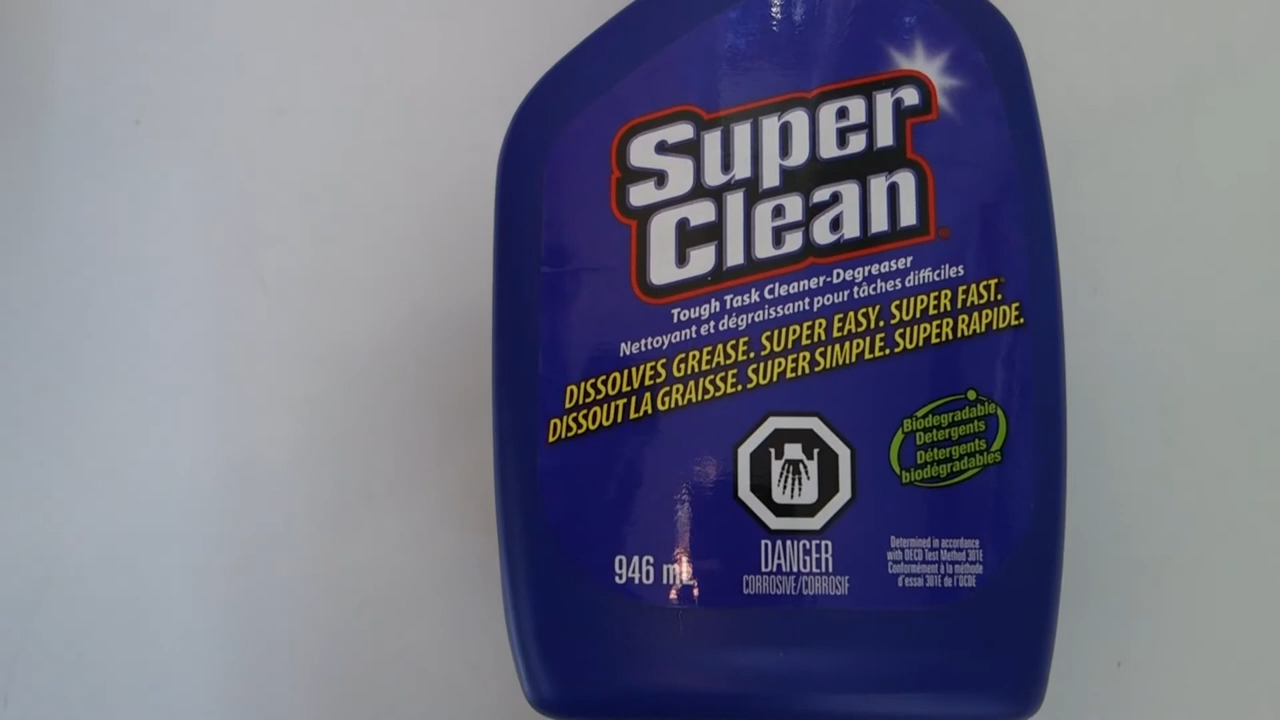 Super
Clean
Tough Task Cleaner-Degreaser
Nettoyant et dégraissant pour tâches difficiles
DISSOLVES GREASE. SUPER EASY. SUPER FAST.
DISSOUT LA GRAISSE. SUPER SIMPLE. SUPER RAPIDE.
Biodegradable
Detergents
Détergents
biodégradables
946 mL
DANGER
CORROSIVE/CORROSIF
Determined in accordance
with OECD Test Method 301E
Conformément à la méthode
d'essai 301E de l'OCDE